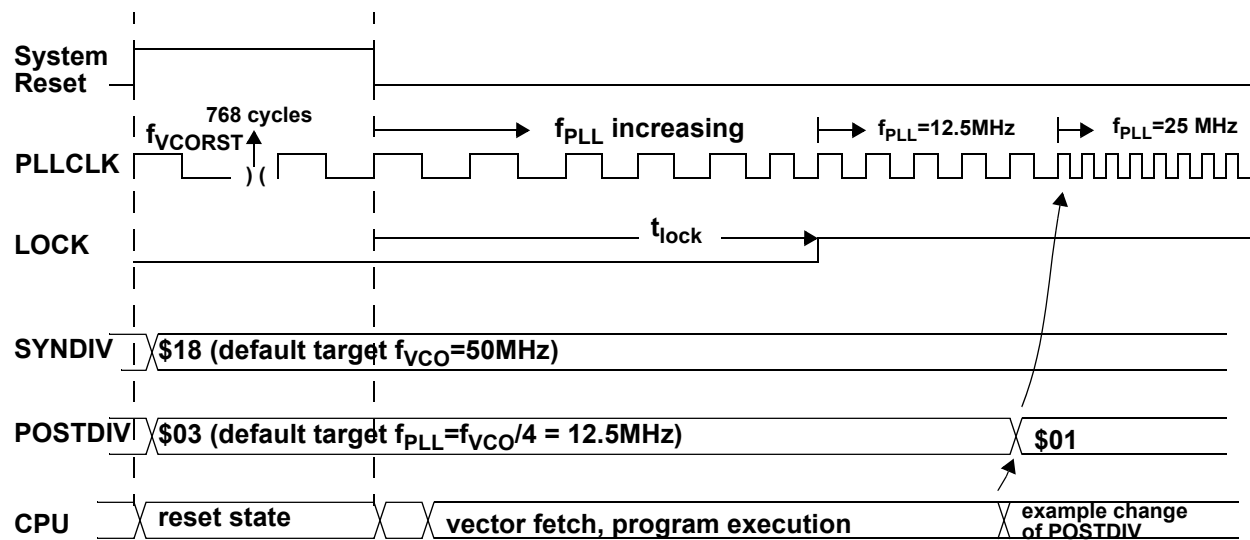 System
Reset
768 cycles
fVCORST
fPLL increasing
fPLL=12.5MHz
fPLL=25 MHz
PLLCLK
) (
LOCK
tlock
SYNDIV
$18 (default target fVCO=50MHz)
POSTDIV
$03 (default target fPLL=fVCO/4 = 12.5MHz)
$01
CPU
reset state
vector fetch, program execution
example change
of POSTDIV